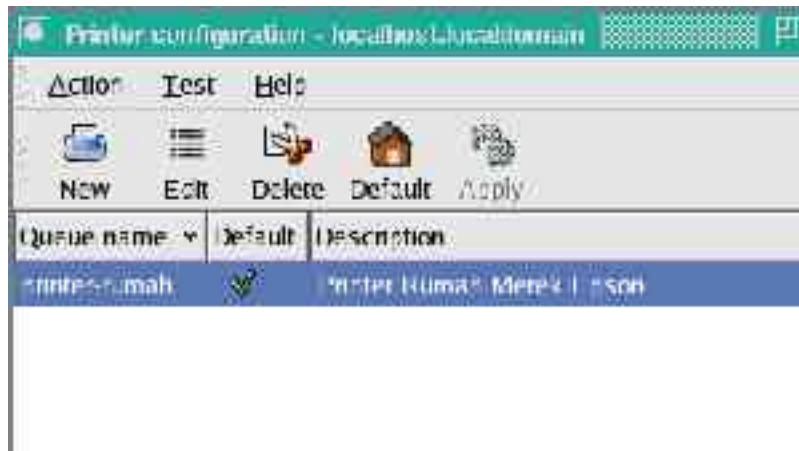 Printer configuration - localhost.localdomain
Action Test Help
New Edit Delete Default Apply
Queue name Default Description
printer-rumah Printer Rumah Merek Epson